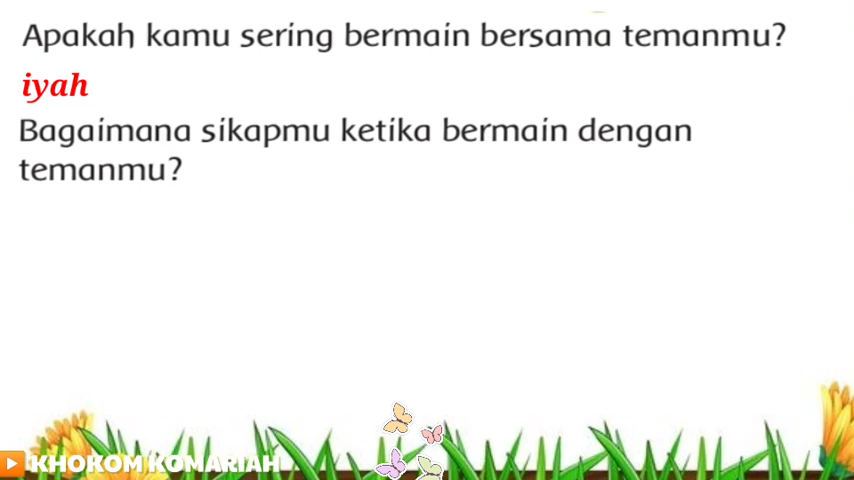 Apakah kamu sering bermain bersama temanmu?
iyah
Bagaimana sikapmu ketika bermain dengan
temanmu?
KHOKOM KOMARIAH